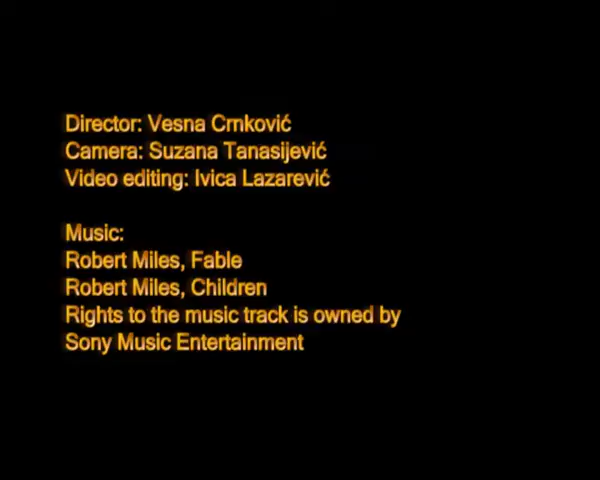 Director: Vesna Crnković
Camera: Suzana Tanasijević
Video editing: Ivica Lazarević
Music:
Robert Miles, Fable
Robert Miles, Children
Rights to the music track is owned by
Sony Music Entertainment